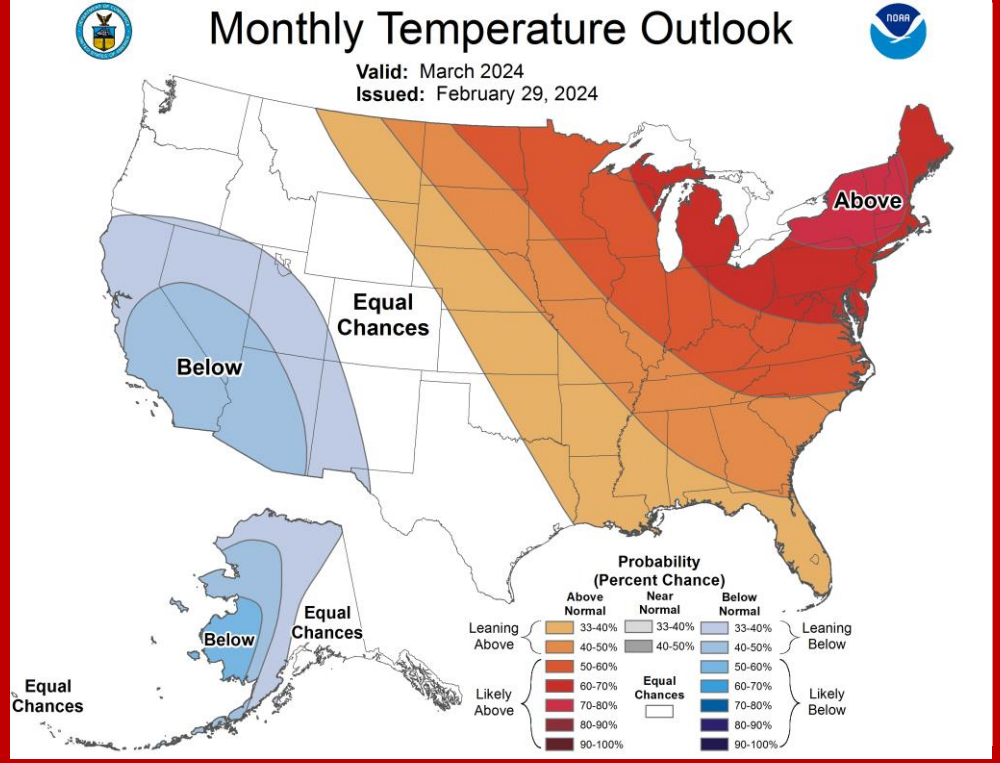 Monthly Temperature Outlook
NOAA
Valid: March 2024
Issued: February 29, 2024
Above
Equal
Chances
Below
Equal
Chances
Below
Equal
Chances
Probability
(Percent Chance)
Above
Normal
Near
Normal
Below
Normal
Leaning
Above
33-40%
33-40%
33-40%
Leaning
Below
40-50%
40-50%
40-50%
Likely
Above
50-60%
60-70%
70-80%
80-90%
90-100%
Equal
Chances
50-60%
60-70%
70-80%
80-90%
90-100%
Likely
Below